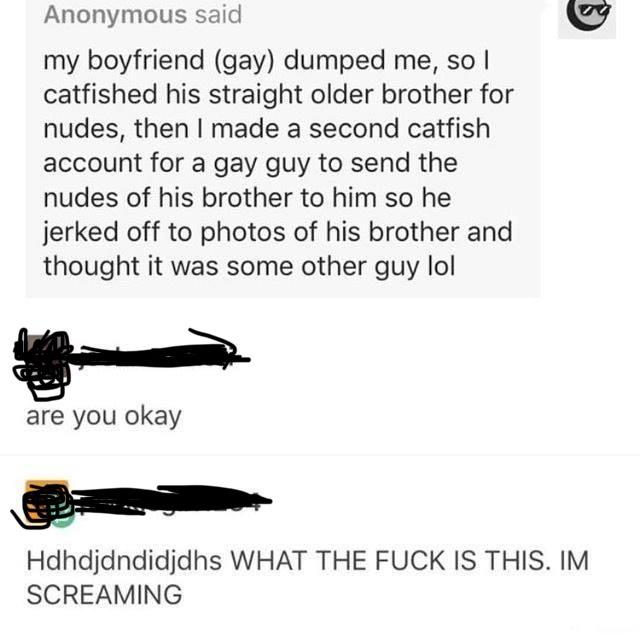 Anonymous said
my boyfriend (gay) dumped me, so I
catfished his straight older brother for
nudes, then I made a second catfish
account for a gay guy to send the
nudes of his brother to him so he
jerked off to photos of his brother and
thought it was some other guy lol
are you okay
Hdhdjdndidjdhs WHAT THE FUCK IS THIS. IM
SCREAMING